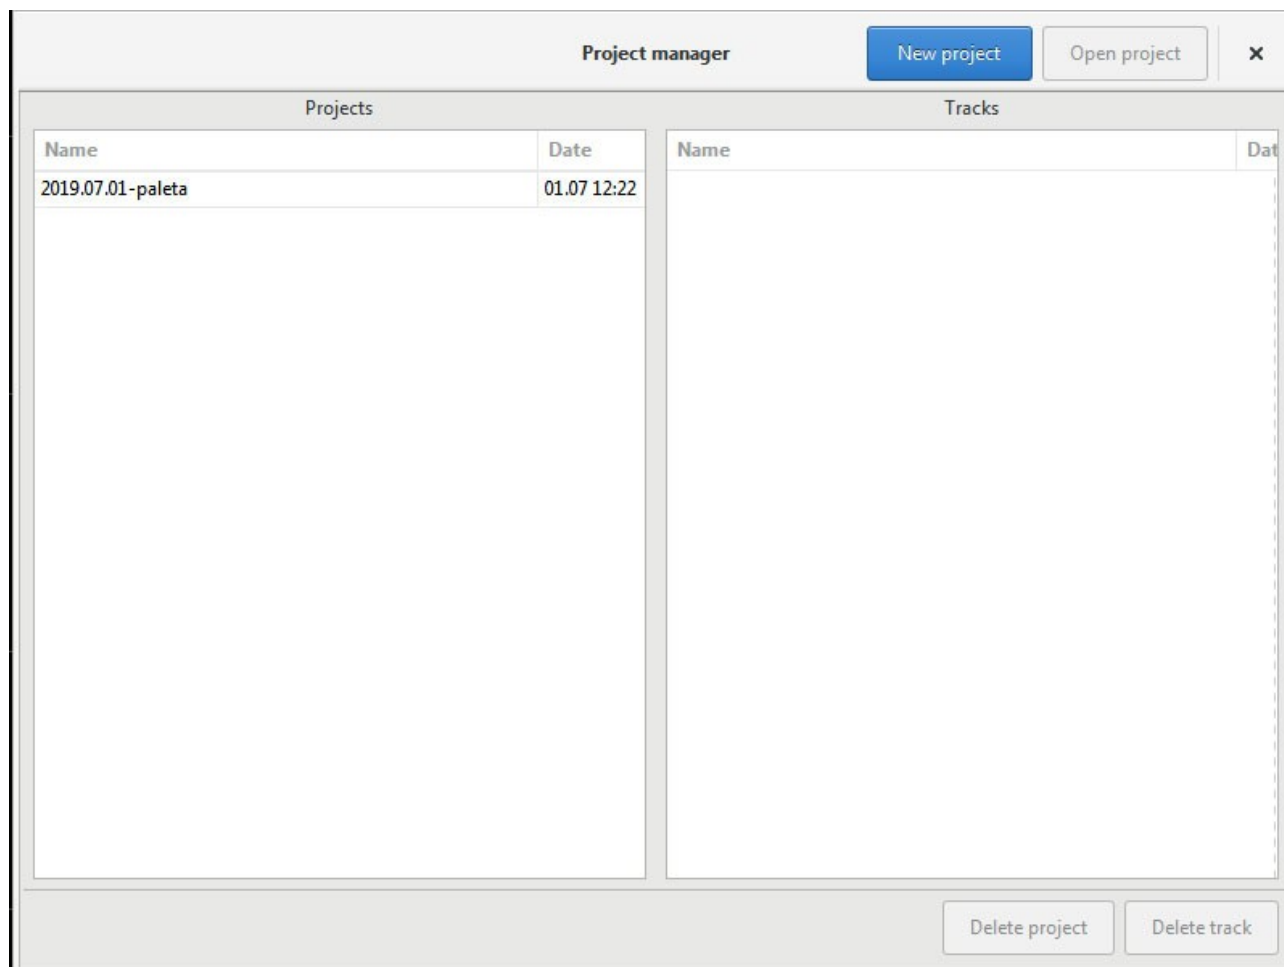 Project manager New project Open project ×
Projects Tracks
Name Date Name Dat
2019.07.01-paleta 01.07 12:22
Delete project Delete track